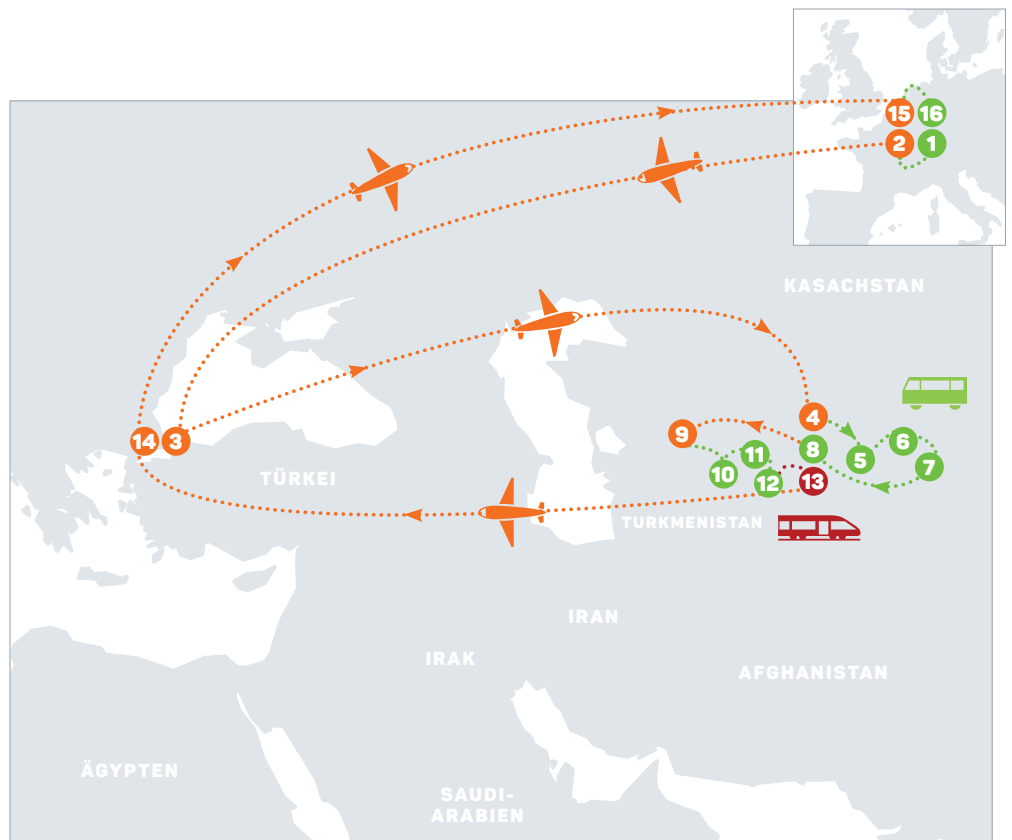 15 16
2 1
KASACHSTAN
4
14 3
9
8
6
11
5
7
10
12
13
TÜRKEI
TURKMENISTAN
IRAN
IRAK
AFGHANISTAN
ÄGYPTEN
SAUDI-
ARABIEN